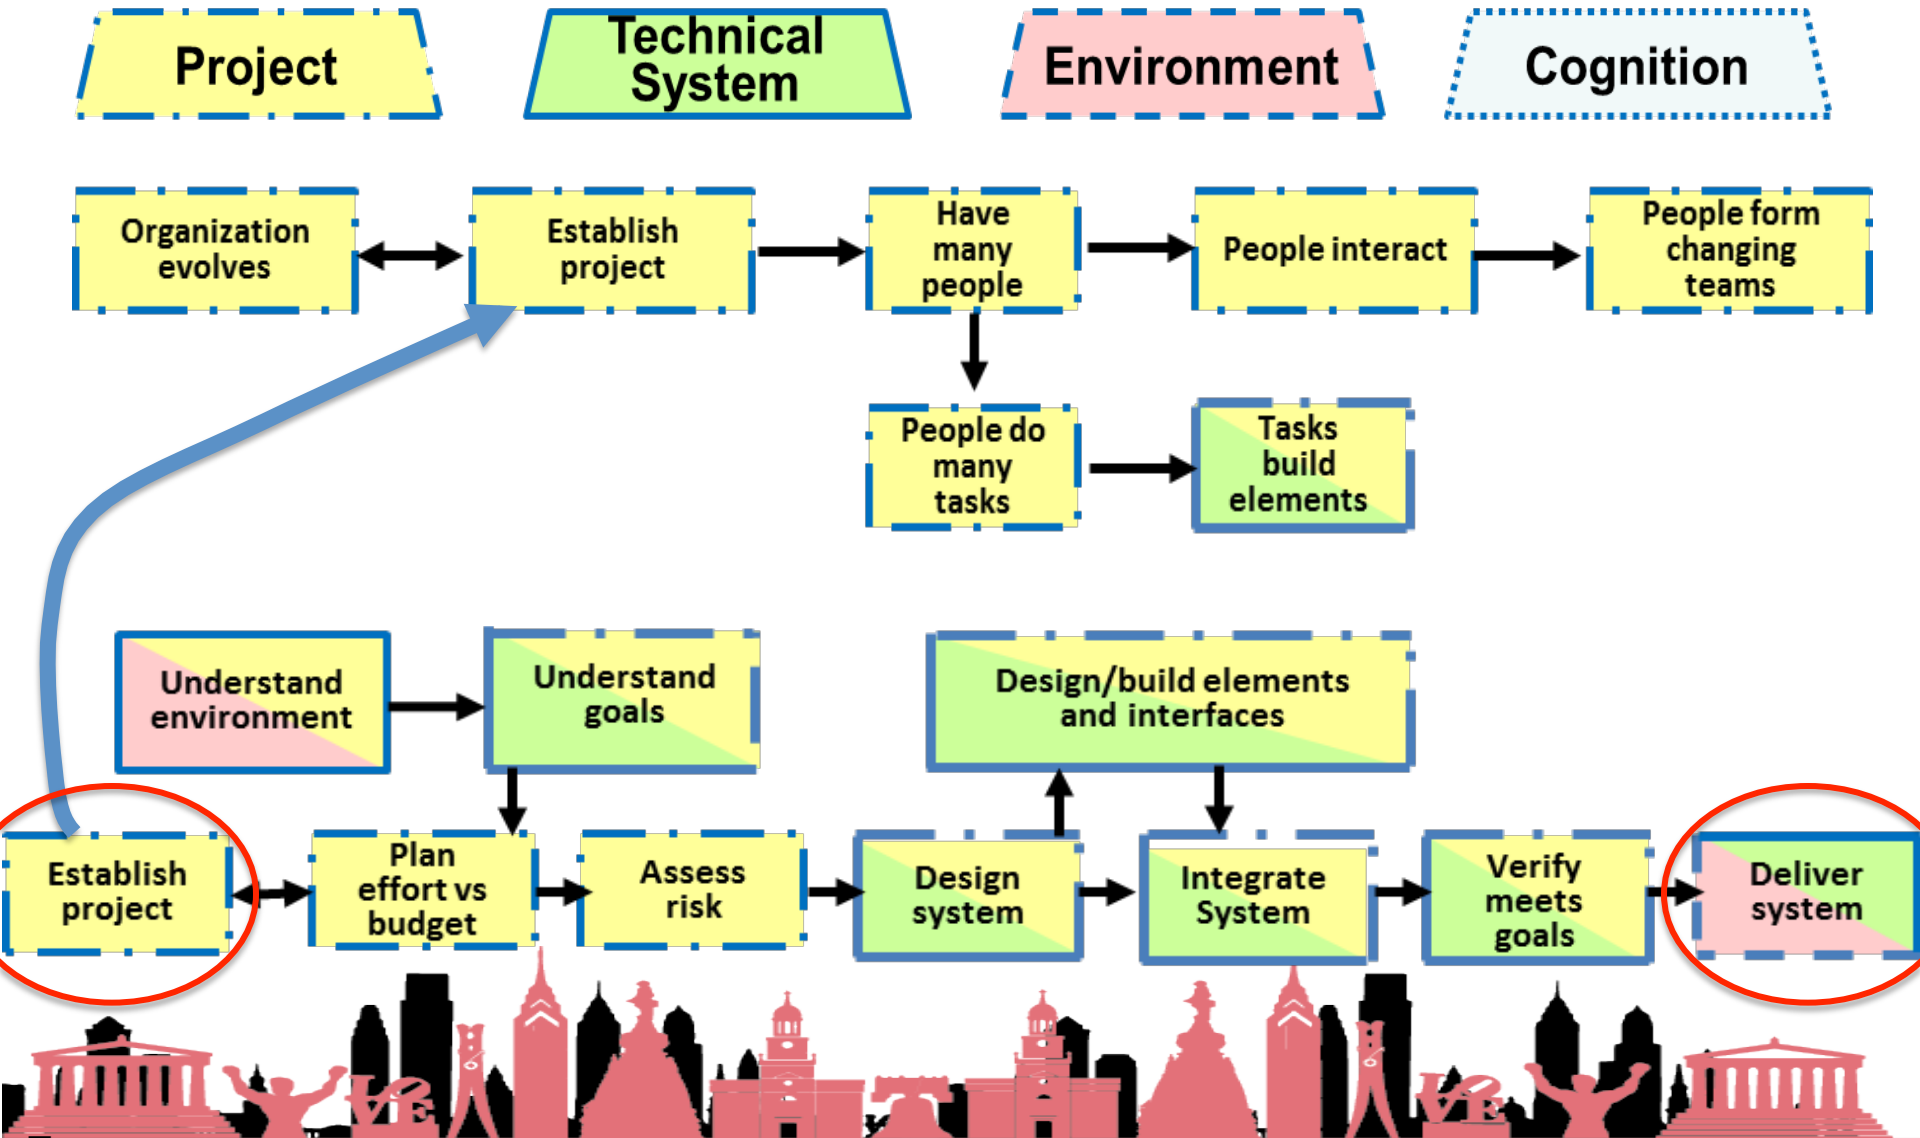 Project
Technical
System
Environment
Cognition
Organization
evolves
Establish
project
Have
many
people
People interact
People form
changing
teams
People do
many
tasks
Tasks
build
elements
Understand
environment
Understand
goals
Design/build elements
and interfaces
Establish
project
Plan
effort vs
budget
Assess
risk
Design
system
Integrate
System
Verify
meets
goals
Deliver
system
VE
VE